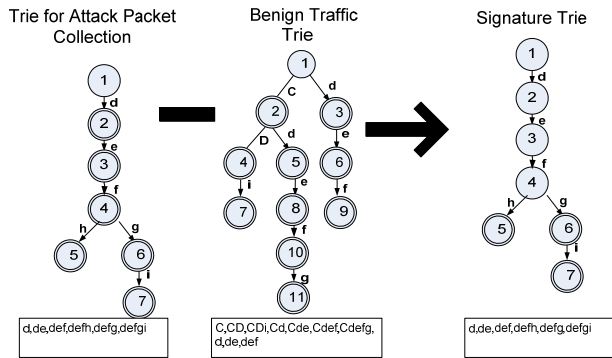 Trie for Attack Packet
Collection
1
d
2
e
3
f
4
h
g
5
6
i
7
d,de,def,defh,defg,defgi
Benign Traffic
Trie
1
C
d
2
3
D
d
e
4
5
6
i
e
f
7
8
9
f
10
g
11
C,CD,CDi,Cd,Cde,Cdef,Cdefg,
d,de,def
Signature Trie
1
d
2
e
3
f
4
h
g
5
6
i
7
d,de,def,defh,defg,defgi